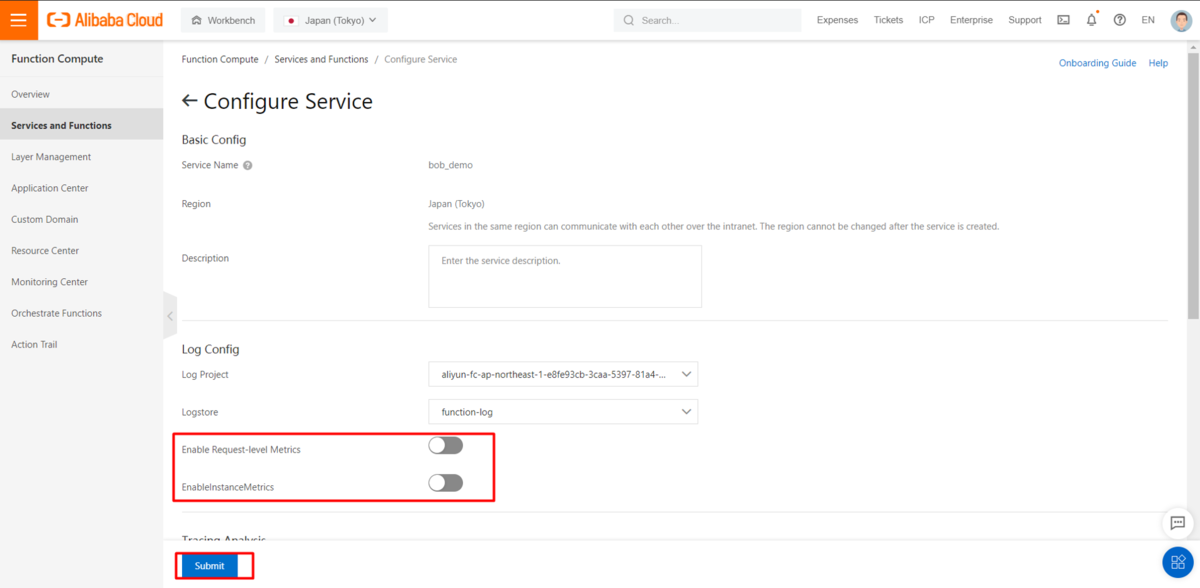 Alibaba Cloud
Workbench
Japan (Tokyo)
Search...
Expenses
Tickets
ICP
Enterprise
Support
EN
Function Compute
Overview
Services and Functions
Layer Management
Application Center
Custom Domain
Resource Center
Monitoring Center
Orchestrate Functions
Action Trail
Function Compute / Services and Functions / Configure Service
Onboarding Guide
Help
Configure Service
Basic Config
Service Name
bob_demo
Region
Japan (Tokyo)
Services in the same region can communicate with each other over the intranet. The region cannot be changed after the service is created.
Description
Enter the service description.
Log Config
Log Project
aliyun-fc-ap-northeast-1-e8fe93cb-3caa-5397-81a4-...
Logstore
function-log
Enable Request-level Metrics
EnableInstanceMetrics
Tracing Analysis
Submit